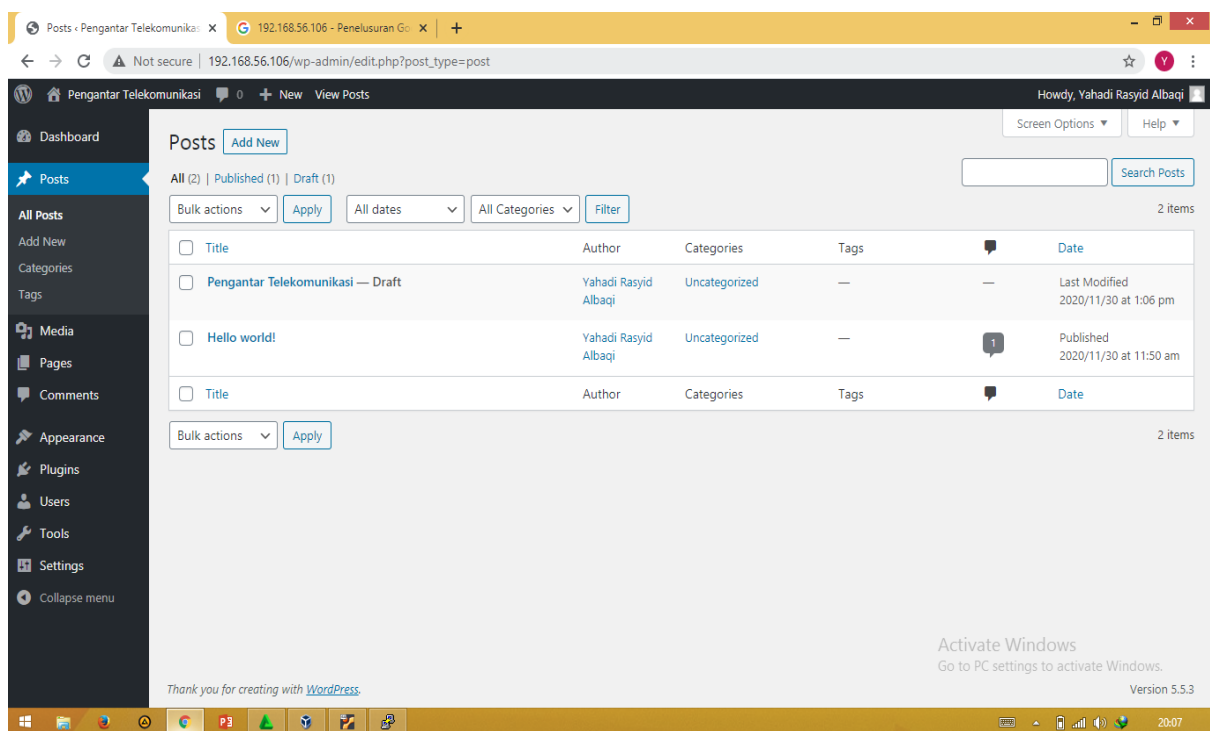 Posts ‹ Pengantar Telekomunikas
192.168.56.106 - Penelusuran Go
Not secure | 192.168.56.106/wp-admin/edit.php?post_type=post
Y
Pengantar Telekomunikasi 0 + New View Posts Howdy, Yahadi Rasyid Albaqi
Dashboard
Posts
All Posts
Add New
Categories
Tags
Media
Pages
Comments
Appearance
Plugins
Users
Tools
Settings
Collapse menu
Screen Options ▼ Help ▼
Posts Add New
All (2) | Published (1) | Draft (1)
Search Posts
Bulk actions Apply All dates All Categories Filter 2 items
Title Author Categories Tags Date
Pengantar Telekomunikasi — Draft Yahadi Rasyid Albaqi Uncategorized — — Last Modified
2020/11/30 at 1:06 pm
Hello world! Yahadi Rasyid Albaqi Uncategorized — 1 Published
2020/11/30 at 11:50 am
Title Author Categories Tags Date
Bulk actions Apply 2 items
Activate Windows
Go to PC settings to activate Windows.
Thank you for creating with WordPress. Version 5.5.3
20:07